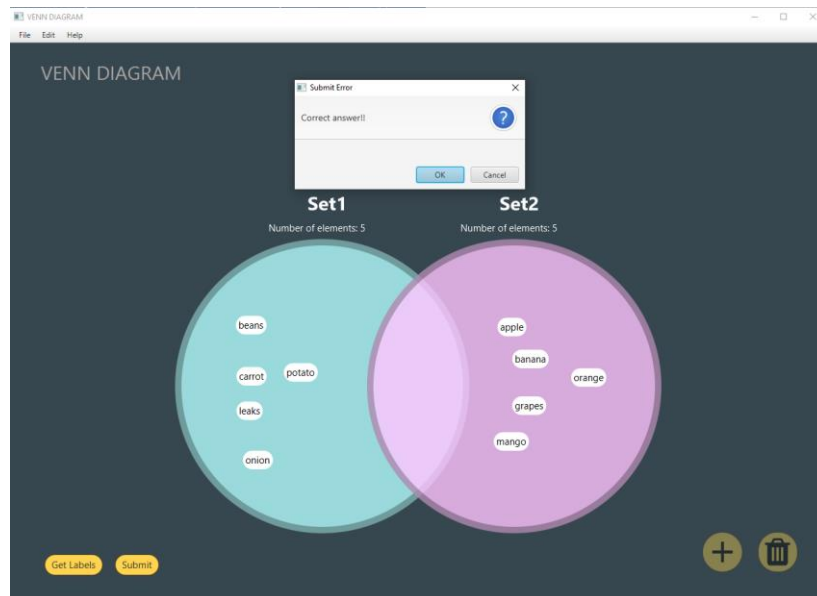 VENN DIAGRAM
File Edit Help
VENN DIAGRAM
Submit Error
Correct answer!!
?
OK Cancel
Set1 Set2
Number of elements: 5 Number of elements: 5
beans apple
banana
potato
carrot orange
leaks grapes
mango
onion
Get Labels Submit